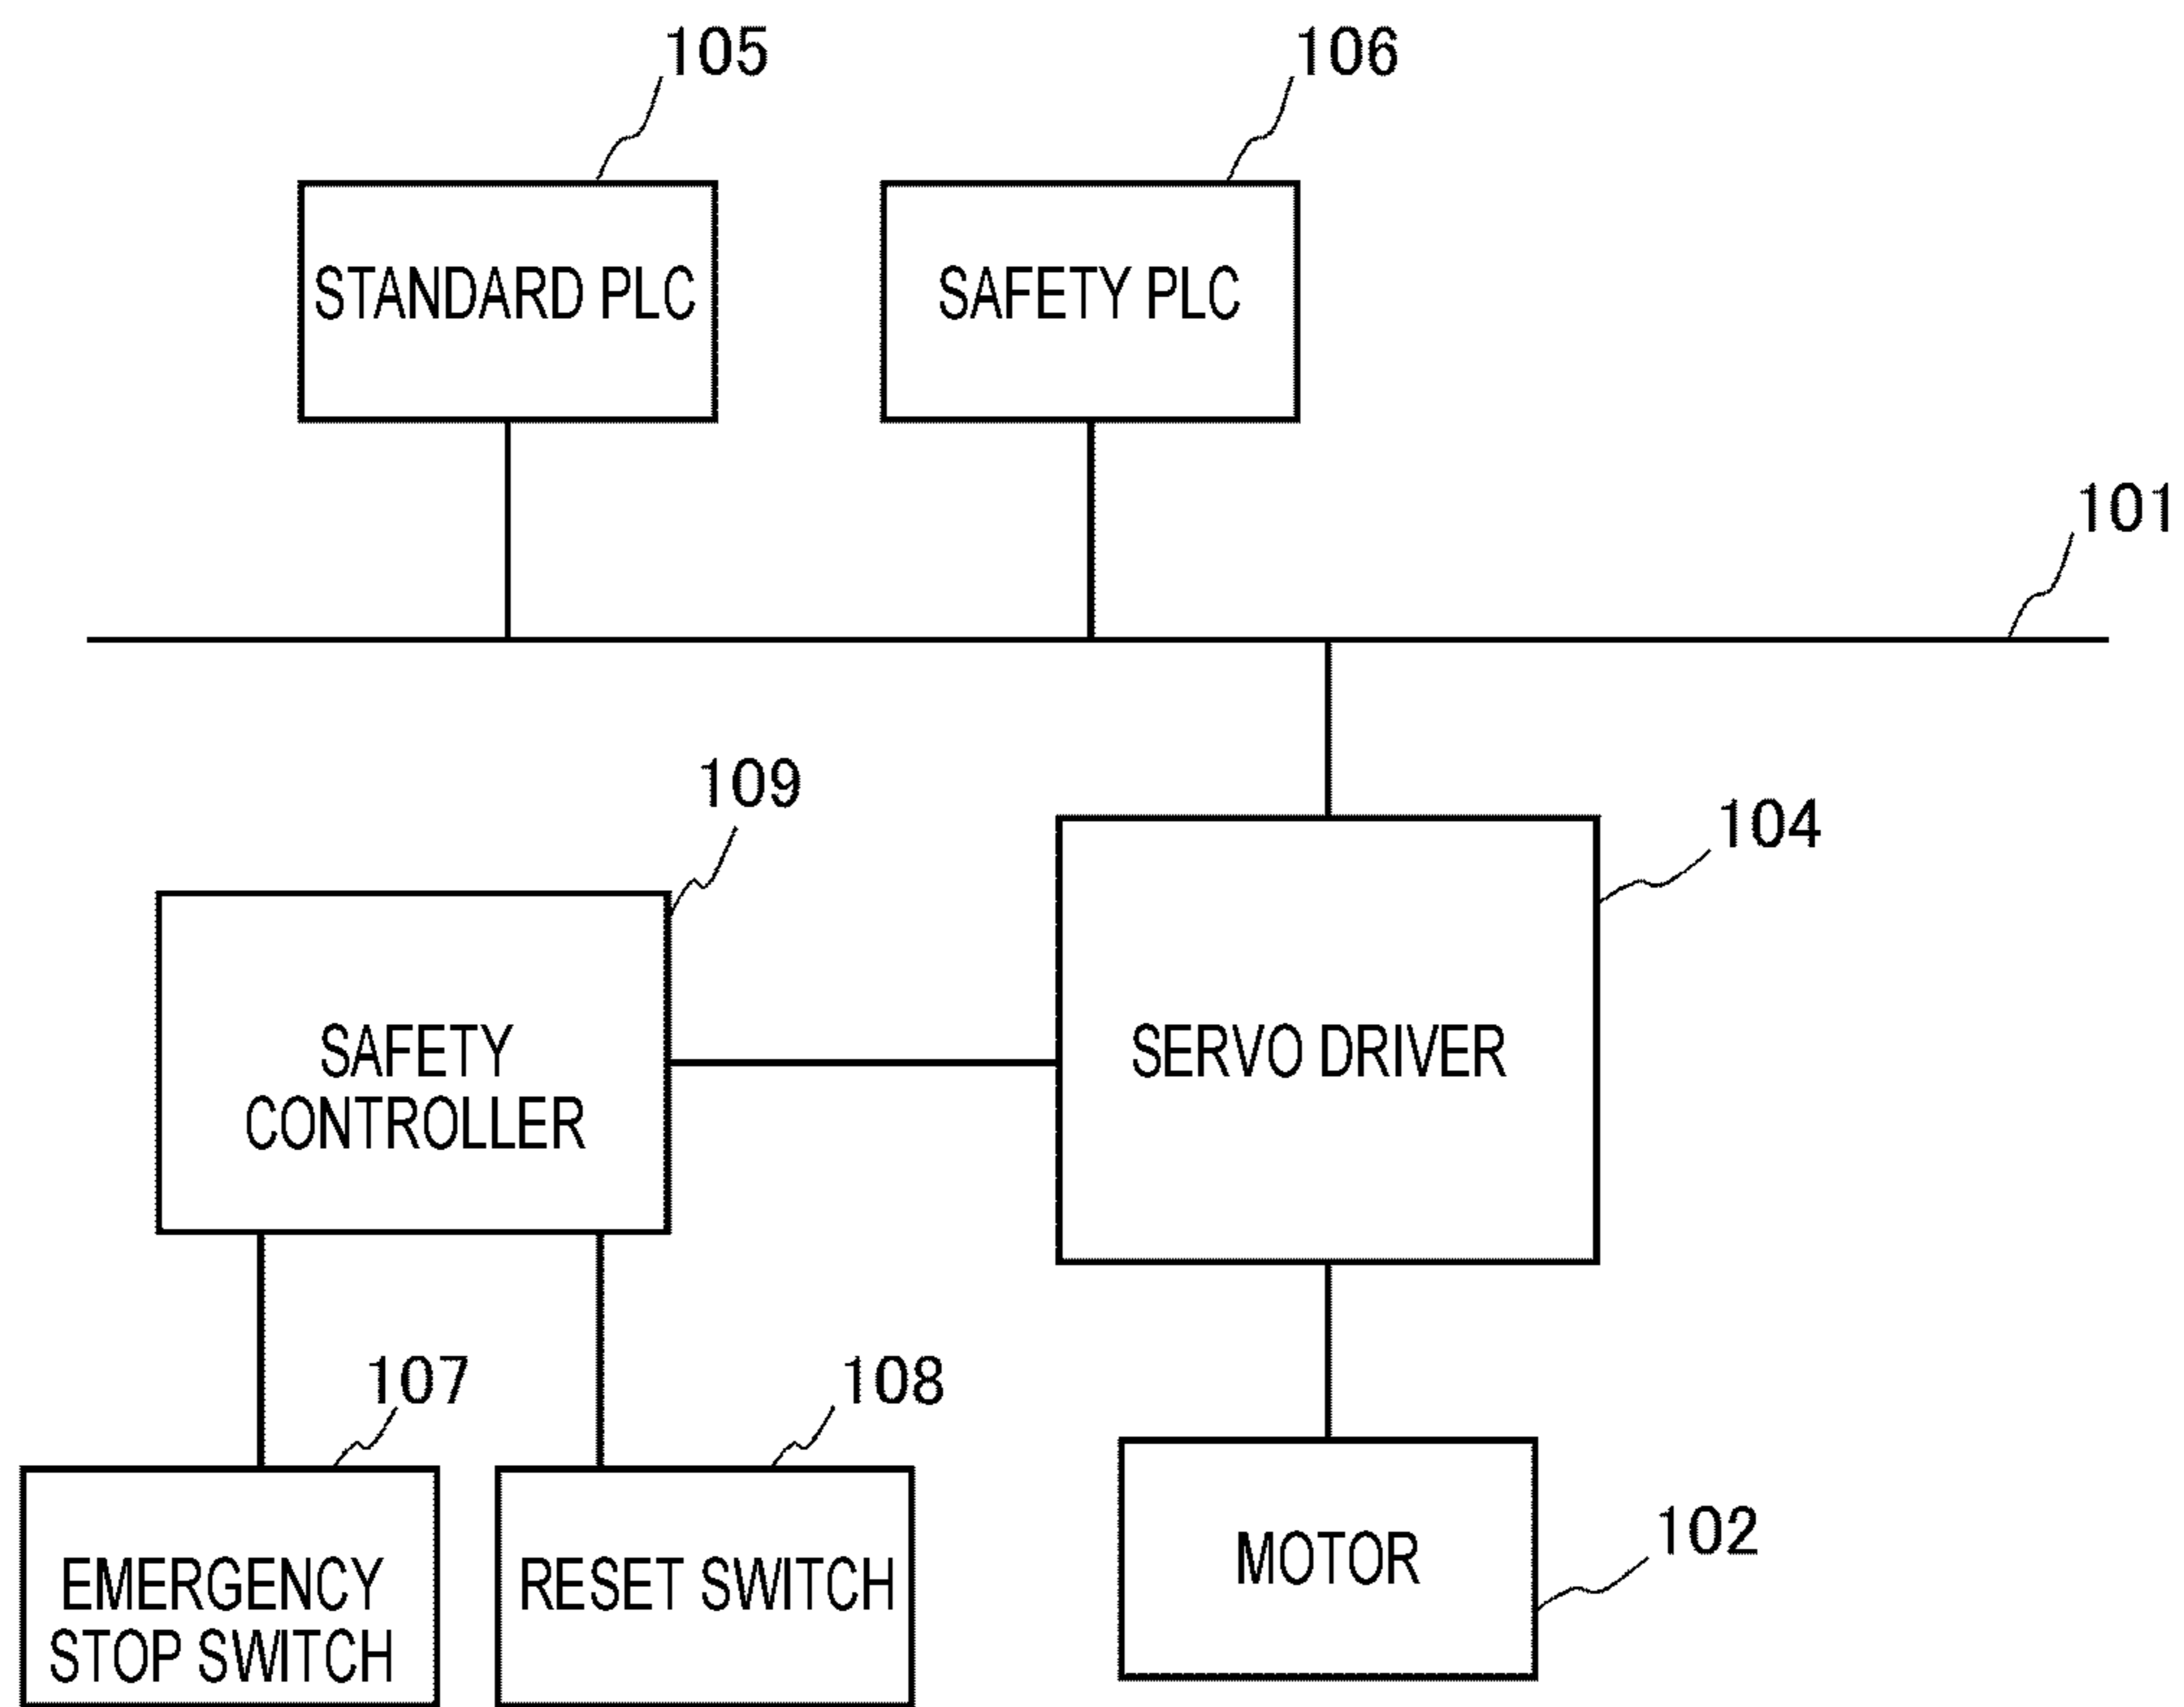 105
106
STANDARD PLC
SAFETY PLC
101
109
104
SAFETY
CONTROLLER
SERVO DRIVER
107
108
102
EMERGENCY
STOP SWITCH
RESET SWITCH
MOTOR